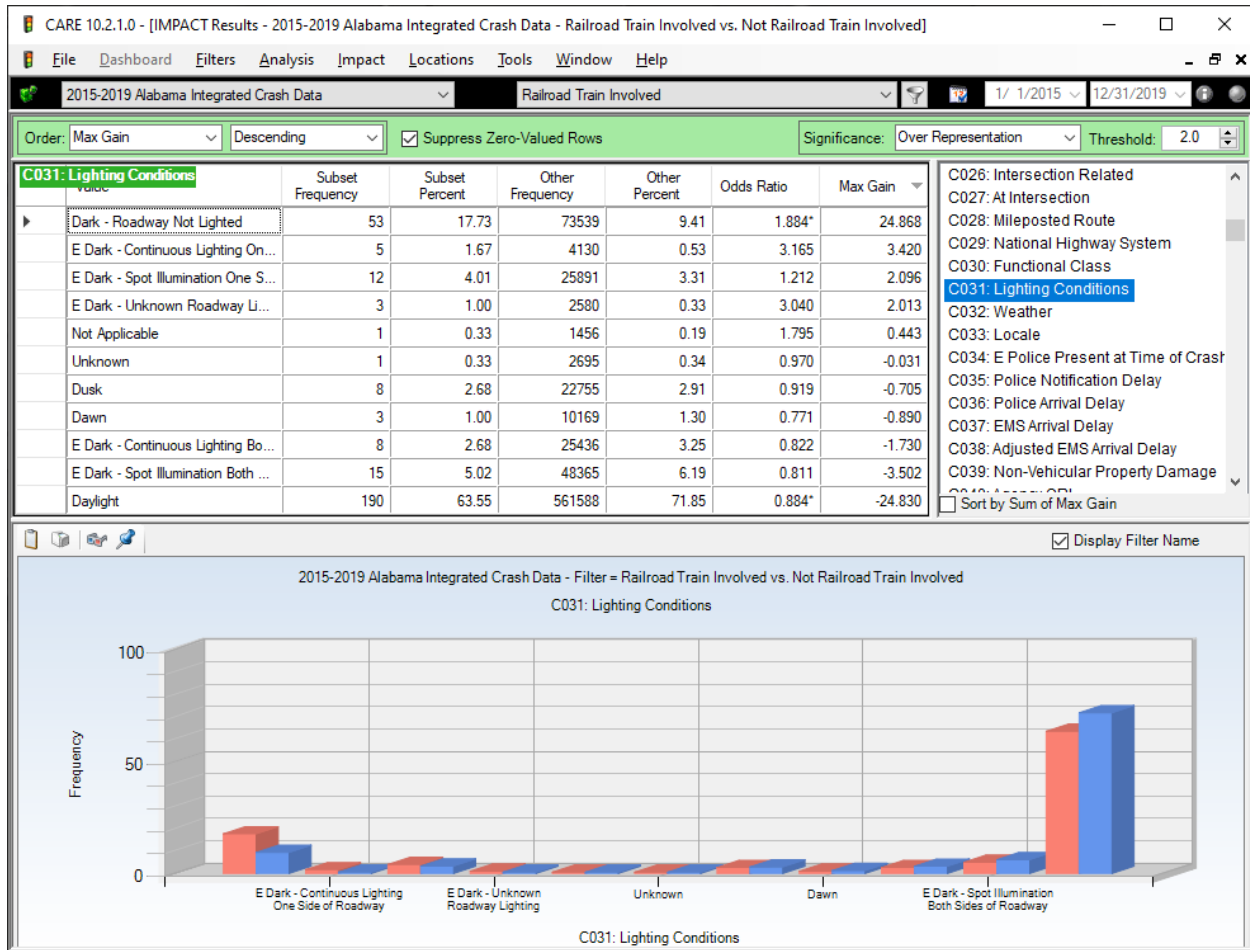 CARE 10.2.1.0 - [IMPACT Results - 2015-2019 Alabama Integrated Crash Data - Railroad Train Involved vs. Not Railroad Train Involved]
File Dashboard Filters Analysis Impact Locations Tools Window Help
2015-2019 Alabama Integrated Crash Data Railroad Train Involved 12 1/ 1/2015 12/31/2019
Order: Max Gain Descending Suppress Zero-Valued Rows Significance: Over Representation Threshold: 2.0
C031: Lighting Conditions
Value Subset Frequency Subset Percent Other Frequency Other Percent Odds Ratio Max Gain
Dark - Roadway Not Lighted 53 17.73 73539 9.41 1.884* 24.868
E Dark - Continuous Lighting On... 5 1.67 4130 0.53 3.165 3.420
E Dark - Spot Illumination One S... 12 4.01 25891 3.31 1.212 2.096
E Dark - Unknown Roadway Li... 3 1.00 2580 0.33 3.040 2.013
Not Applicable 1 0.33 1456 0.19 1.795 0.443
Unknown 1 0.33 2695 0.34 0.970 -0.031
Dusk 8 2.68 22755 2.91 0.919 -0.705
Dawn 3 1.00 10169 1.30 0.771 -0.890
E Dark - Continuous Lighting Bo... 8 2.68 25436 3.25 0.822 -1.730
E Dark - Spot Illumination Both ... 15 5.02 48365 6.19 0.811 -3.502
Daylight 190 63.55 561588 71.85 0.884* -24.830
C026: Intersection Related
C027: At Intersection
C028: Mileposted Route
C029: National Highway System
C030: Functional Class
C031: Lighting Conditions
C032: Weather
C033: Locale
C034: E Police Present at Time of Crash
C035: Police Notification Delay
C036: Police Arrival Delay
C037: EMS Arrival Delay
C038: Adjusted EMS Arrival Delay
C039: Non-Vehicular Property Damage
Sort by Sum of Max Gain
Display Filter Name
2015-2019 Alabama Integrated Crash Data - Filter = Railroad Train Involved vs. Not Railroad Train Involved
C031: Lighting Conditions
Frequency
100
50
0
E Dark - Continuous Lighting
One Side of Roadway
E Dark - Unknown
Roadway Lighting
Unknown
Dawn
E Dark - Spot Illumination
Both Sides of Roadway
C031: Lighting Conditions